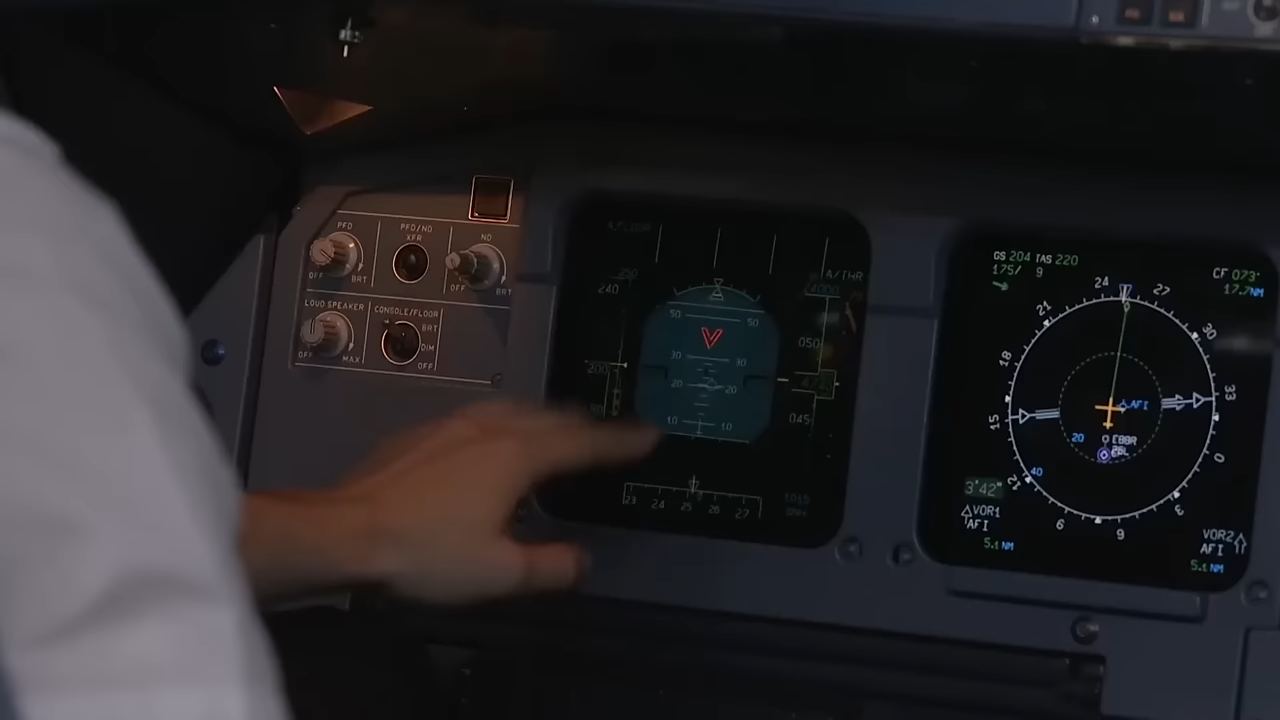 PFD
PFD/ND
XFR
ND
OFF
BRT
OFF
BRT
LOUD SPEAKER
CONSOLE/FLOOR
BRT
DIM
OFF
OFF
MAX
A.FLOOR
A/THR
240
200
50 50
30 30
20 20
10 10
050
045
23 24 25 26 27
1015
GS 204 TAS 220
175/ 9
CF 073°
17.7NM
24
27
30
33
0
3
6
9
12
15
18
21
AFI
20
EBBR
40
3'42"
VOR1
AFI
5.1 NM
VOR2
AFI
5.1 NM